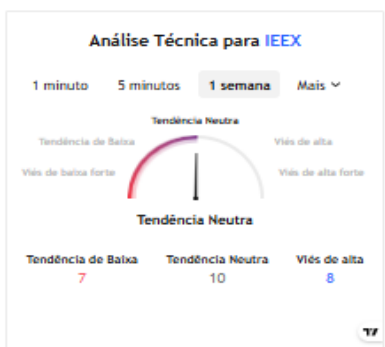 Análise Técnica para IEEX
1 minuto 5 minutos 1 semana Mais
Tendência Neutra
Tendência de Baixa Viés de alta
Viés de baixa forte Viés de alta forte
Tendência Neutra
Tendência de Baixa Tendência Neutra Viés de alta
7 10 8